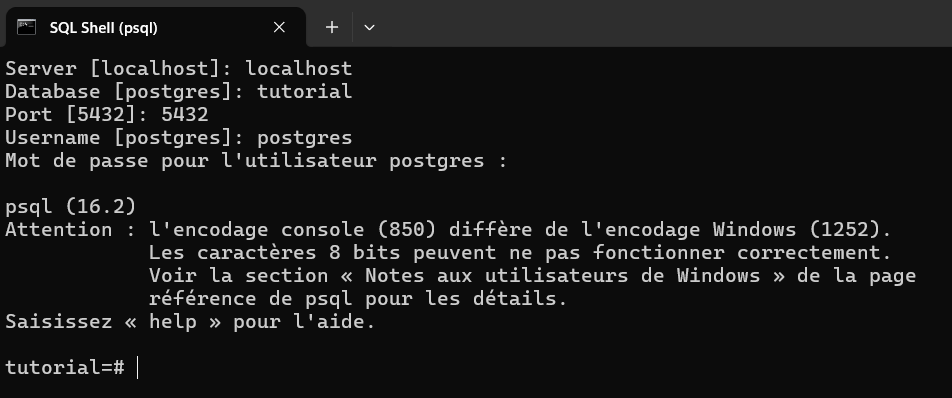 SQL Shell (psql)
Server [localhost]: localhost
Database [postgres]: tutorial
Port [5432]: 5432
Username [postgres]: postgres
Mot de passe pour l'utilisateur postgres :
psql (16.2)
Attention : l'encodage console (850) diffère de l'encodage Windows (1252).
Les caractères 8 bits peuvent ne pas fonctionner correctement.
Voir la section « Notes aux utilisateurs de Windows » de la page
référence de psql pour les détails.
Saisissez « help » pour l'aide.
tutorial=#